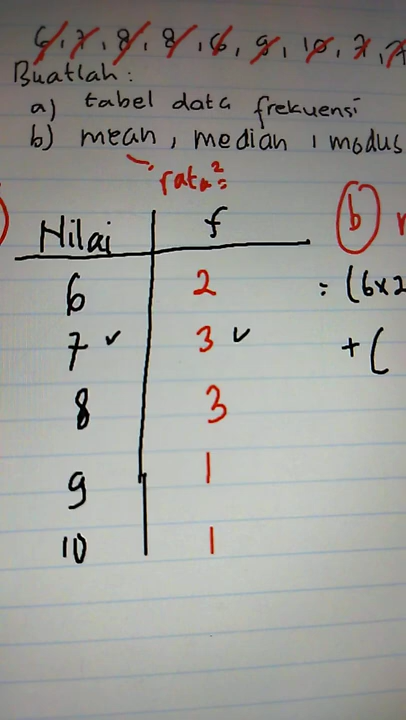 6, 7, 8, 8, 6, 9, 10, 7, 7
Buatlah :
a) tabel data frekuensi
b) mean, median, modus
rata²:
Nilai f
6 2
7 ✓ 3 ✓
8 3
9 1
10 1
b
= (6x2
+ (